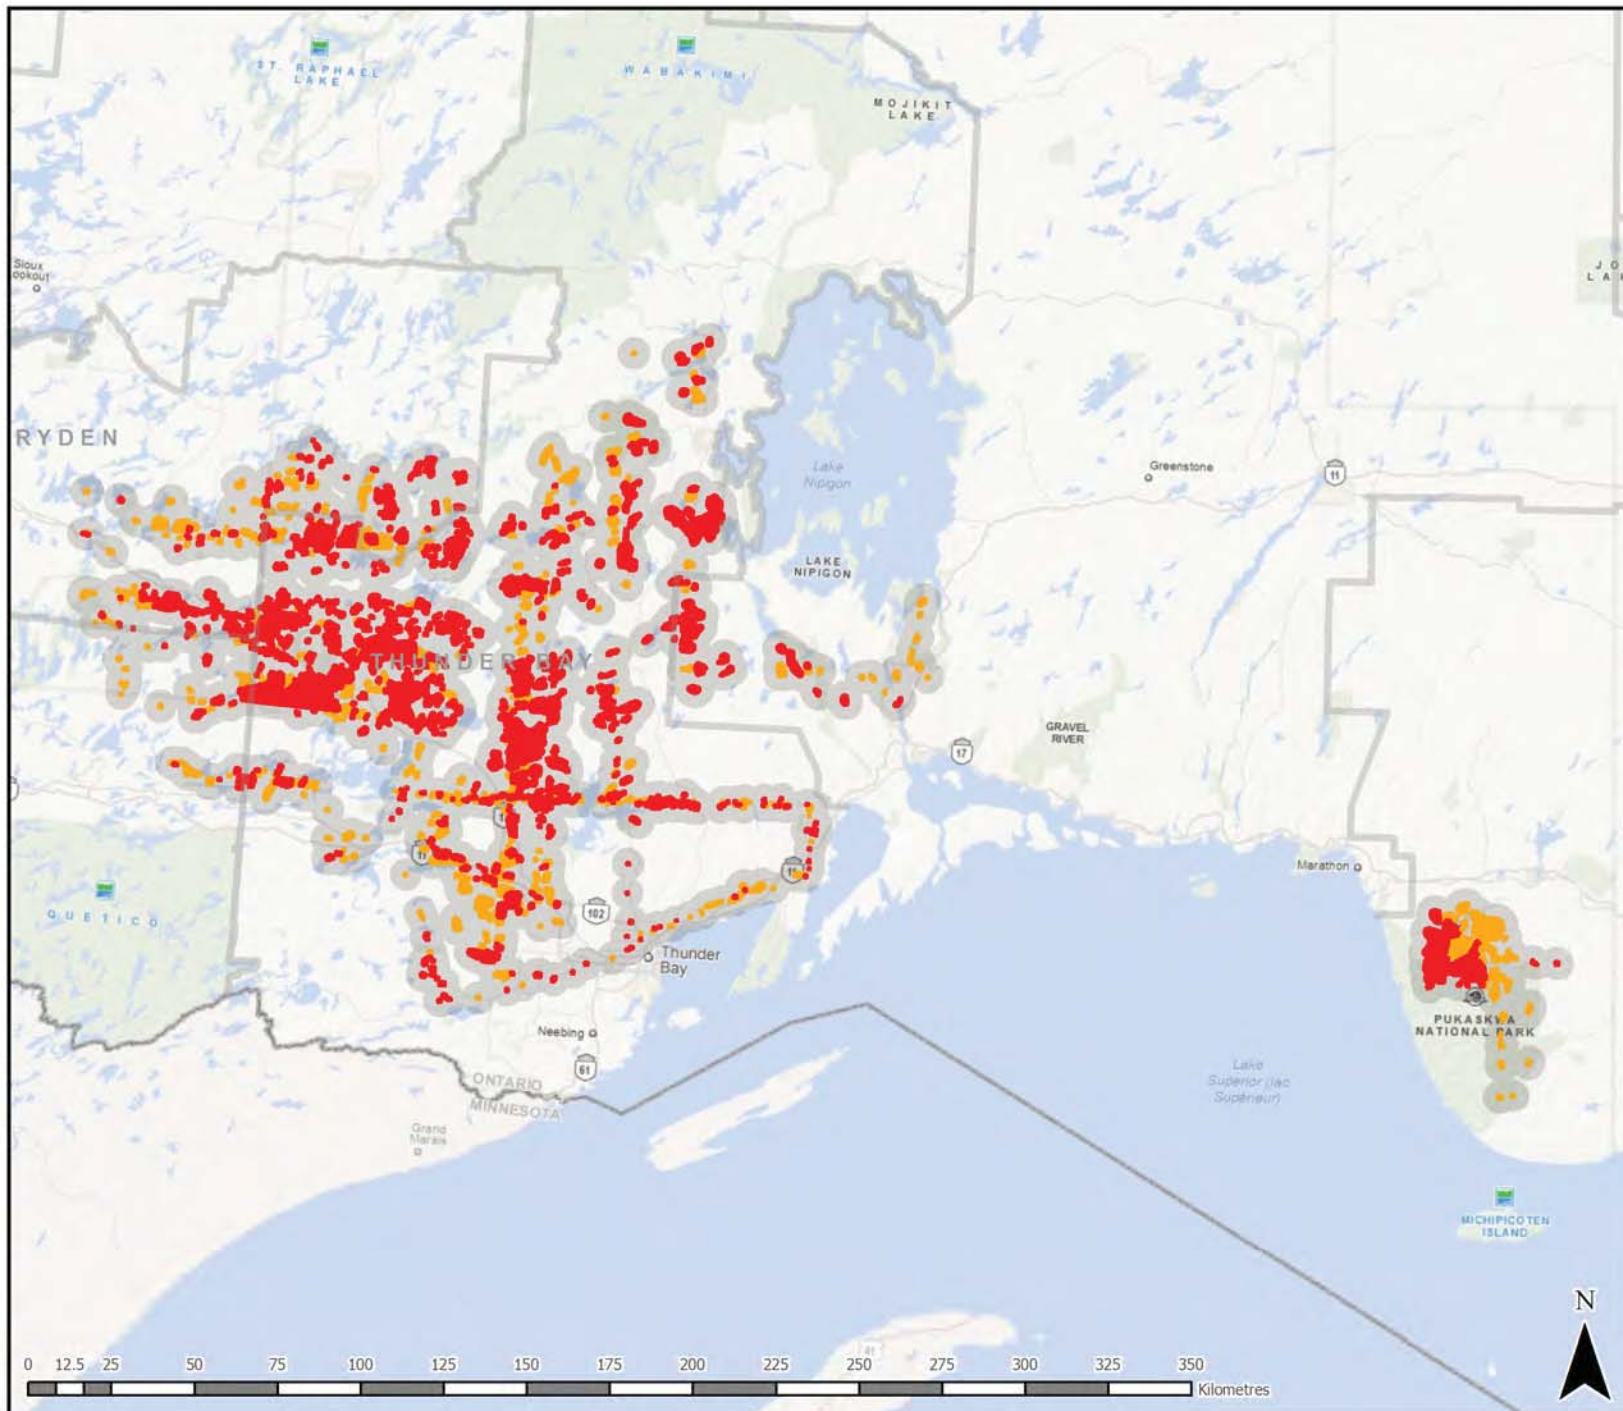 ST. RAPHAEL
LAKE
WABAKIMI
MOJIKIT
LAKE
Sioux
ookout
RYDEN
Lake
Nipigon
Greenstone
11
LAKE
NIPIGON
THUNDER BAY
GRAVEL
RIVER
17
Marathon
QUETICO
102
Thunder
Bay
PUKASKWA
NATIONAL PARK
Neebing
61
ONTARIO
MINNESOTA
Lake
Superior (lac
Supérieur)
Grand
Marais
MICHIPICOTEN
ISLAND
N
41
0 12.5 25 50 75 100 125 150 175 200 225 250 275 300 325 350
Kilometres